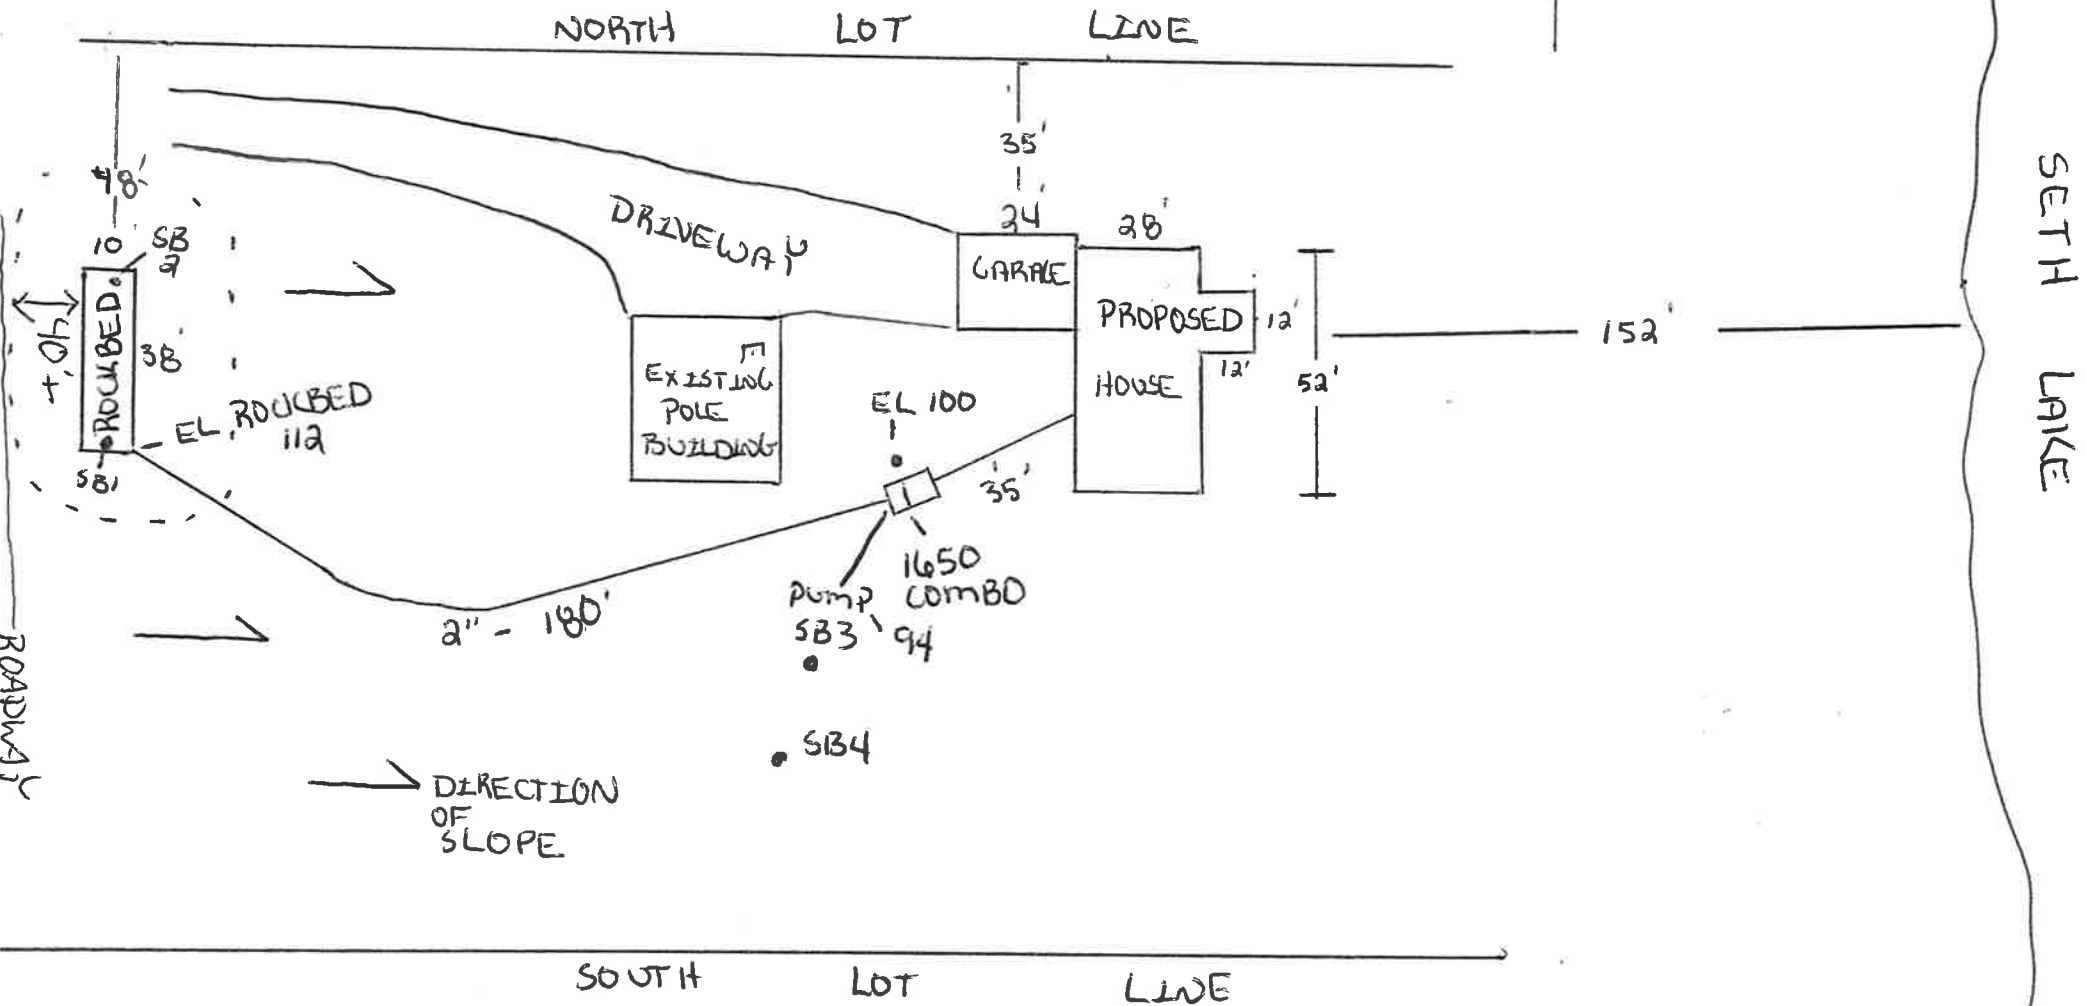 NORTH LOT LINE
35'
48'
24'
28'
DRIVEWAY
10'
SB
2
GARAGE
SETH LAKE
ROCKBED
40'±
38'
PROPOSED
HOUSE
12'
12'
52'
152'
E
EXISTING
POLE
BUILDING
EL 100
EL. ROCKBED
112
SB1
35'
1650
COMBO
PUMP
94
2" - 180'
SB3
SB4
ROADWAY
DIRECTION
OF
SLOPE
SOUTH LOT LINE